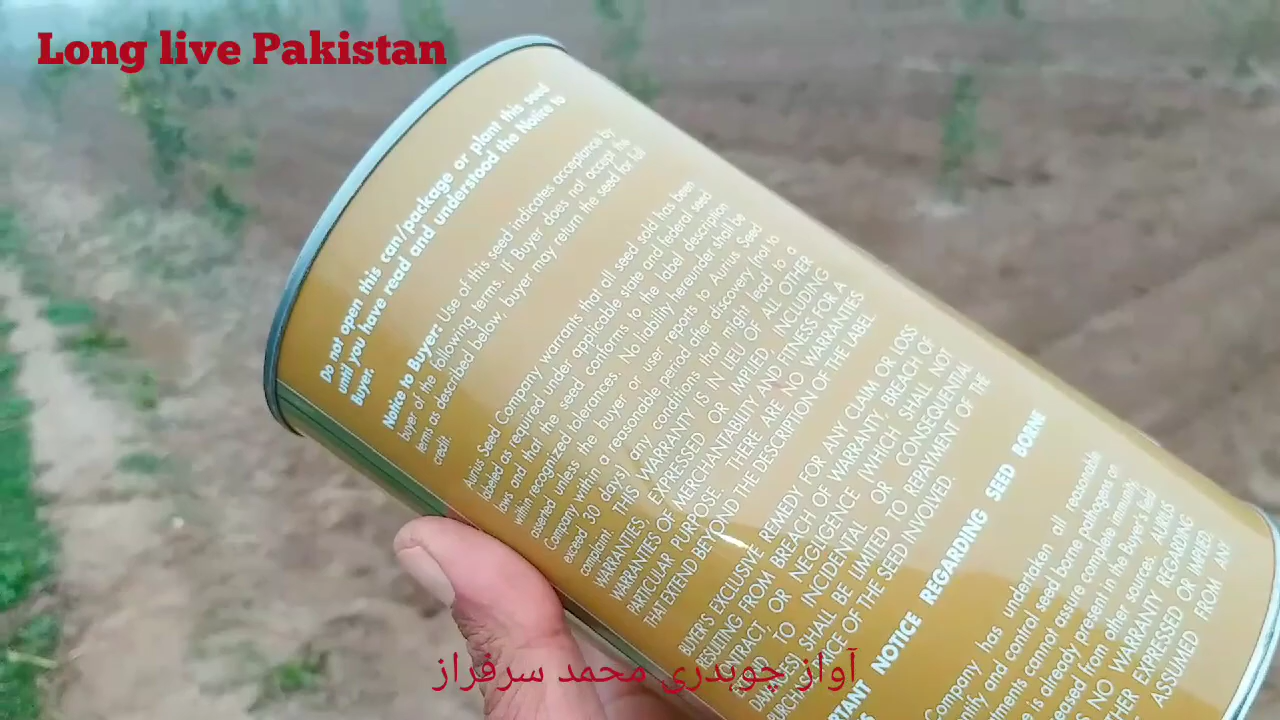 Long live Pakistan
Do not open this can/package or plant this seed
until you have read and understood the Notice to
Buyer.
Notice to Buyer: Use of this seed indicates acceptance by
buyer of the following terms. If Buyer does not accept the
terms as described below, buyer may return the seed for full
credit.
Aurius Seed Company warrants that all seed sold has been
labeled as required under applicable state and federal seed
laws and that the seed conforms to the label description
within recognized tolerances. No liability hereunder shall be
asserted unless the buyer or user reports to Aurius Seed
Company within a reasonable period after discovery (not to
exceed 30 days) any conditions that might lead to a
complaint. THIS WARRANTY IS IN LIEU OF ALL OTHER
WARRANTIES, EXPRESSED OR IMPLIED, INCLUDING
WARRANTIES OF MERCHANTABILITY AND FITNESS FOR A
PARTICULAR PURPOSE. THERE ARE NO WARRANTIES
THAT EXTEND BEYOND THE DESCRIPTION OF THE LABEL.
BUYER'S EXCLUSIVE REMEDY FOR ANY CLAIM OR LOSS
RESULTING FROM BREACH OF WARRANTY, BREACH OF
CONTRACT, OR NEGLIGENCE (WHICH SHALL NOT
TO INCIDENTAL OR CONSEQUENTIAL
DAMAGES) SHALL BE LIMITED TO REPAYMENT OF THE
PURCHASE PRICE OF THE SEED INVOLVED.
NOTICE REGARDING SEED BORNE
Company has undertaken all reasonable
and control seed borne pathogens on
cannot assure complete immunity,
is already present in the Buyer's field
from other sources. AURIUS
NO WARRANTY REGARDING
EXPRESSED OR IMPLIED.
ASSUMED FROM ANY
آواز چوہدری محمد سرفراز